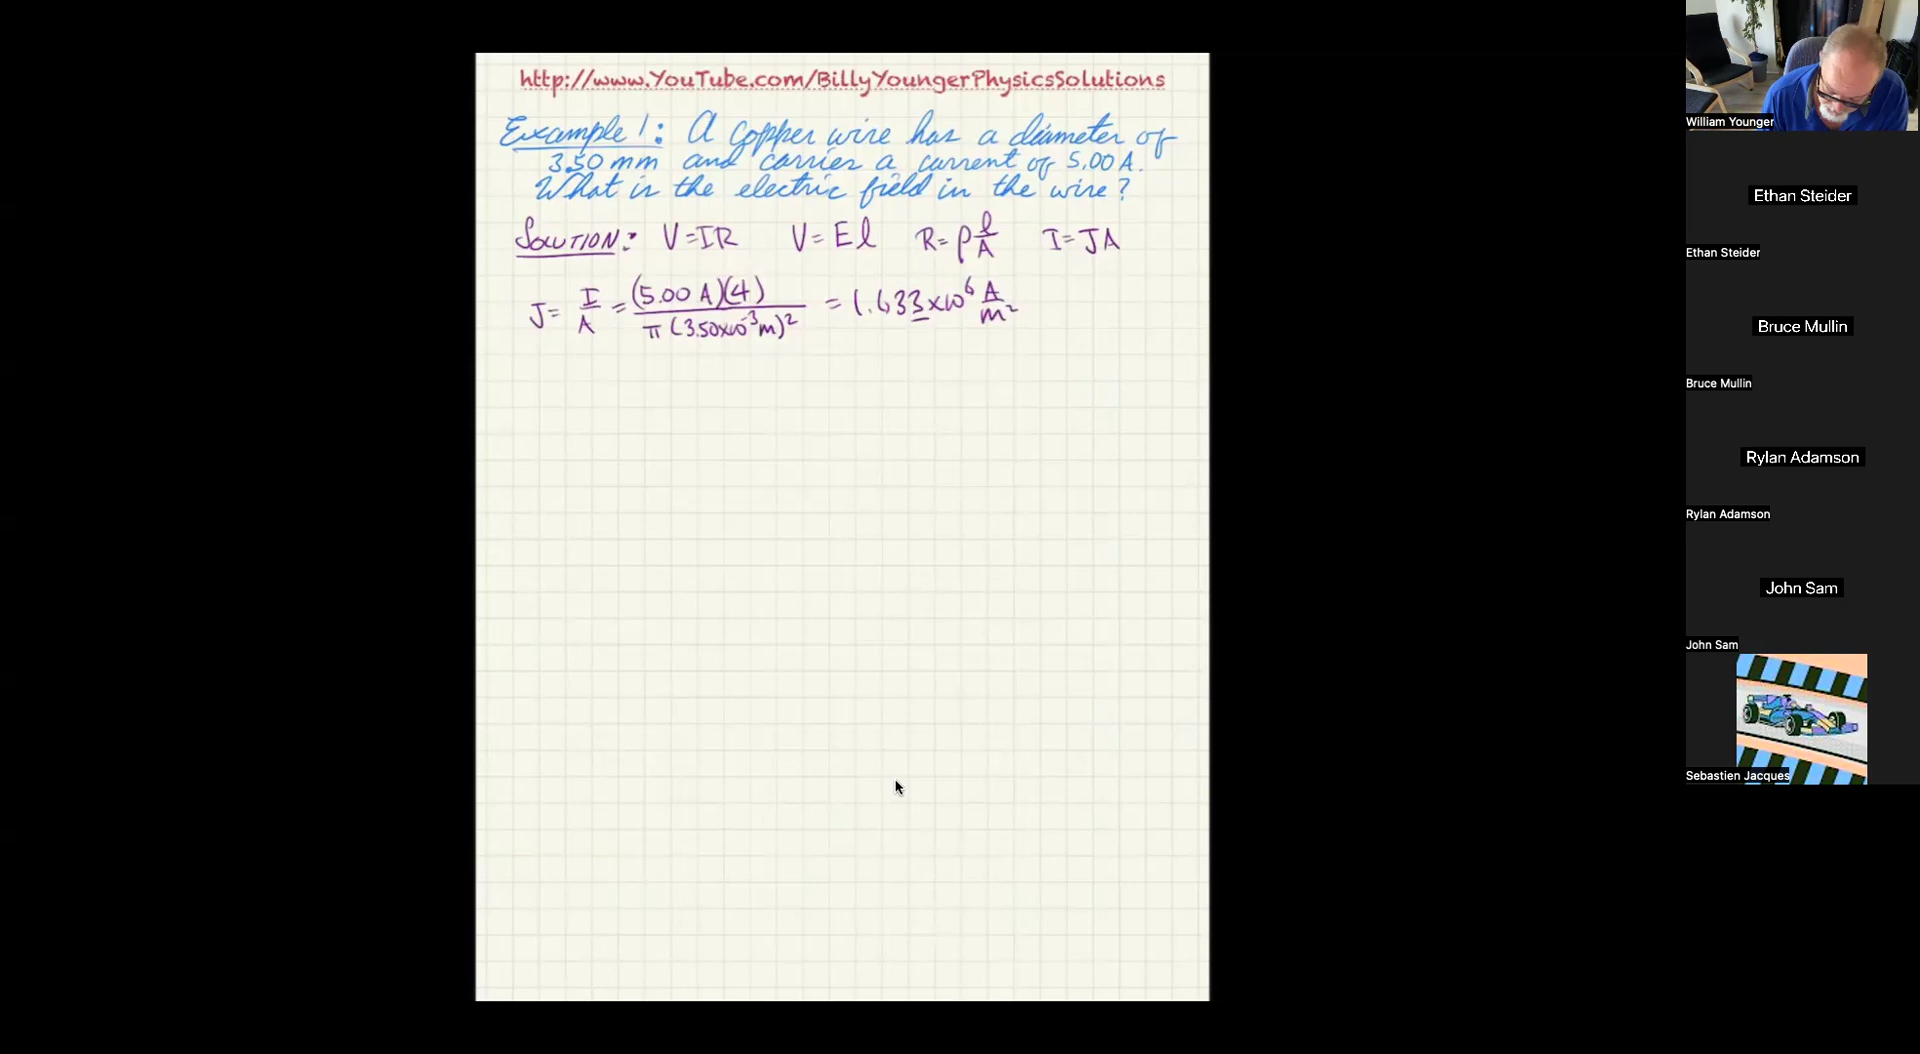 http://www.YouTube.com/BillyYoungerPhysicsSolutions
Example 1: A copper wire has a diameter of
3.50 mm and carries a current of 5.00 A.
What is the electric field in the wire?
SOLUTION: V=IR V=El R=ρ l/A I=JA
J= I/A = (5.00 A)(4) / π(3.50x10⁻³m)² = 1.633x10⁶ A/m²
William Younger
Ethan Steider
Ethan Steider
Bruce Mullin
Bruce Mullin
Rylan Adamson
Rylan Adamson
John Sam
John Sam
Sebastien Jacques